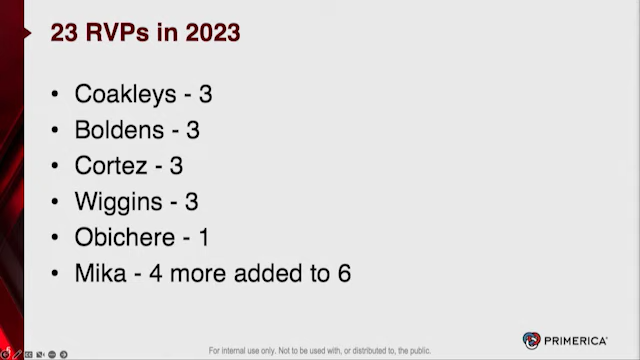 23 RVPs in 2023
• Coakleys - 3
• Boldens - 3
• Cortez - 3
• Wiggins - 3
• Obichere - 1
• Mika - 4 more added to 6
For internal use only. Not to be used with, or distributed to, the public.
PRIMERICA